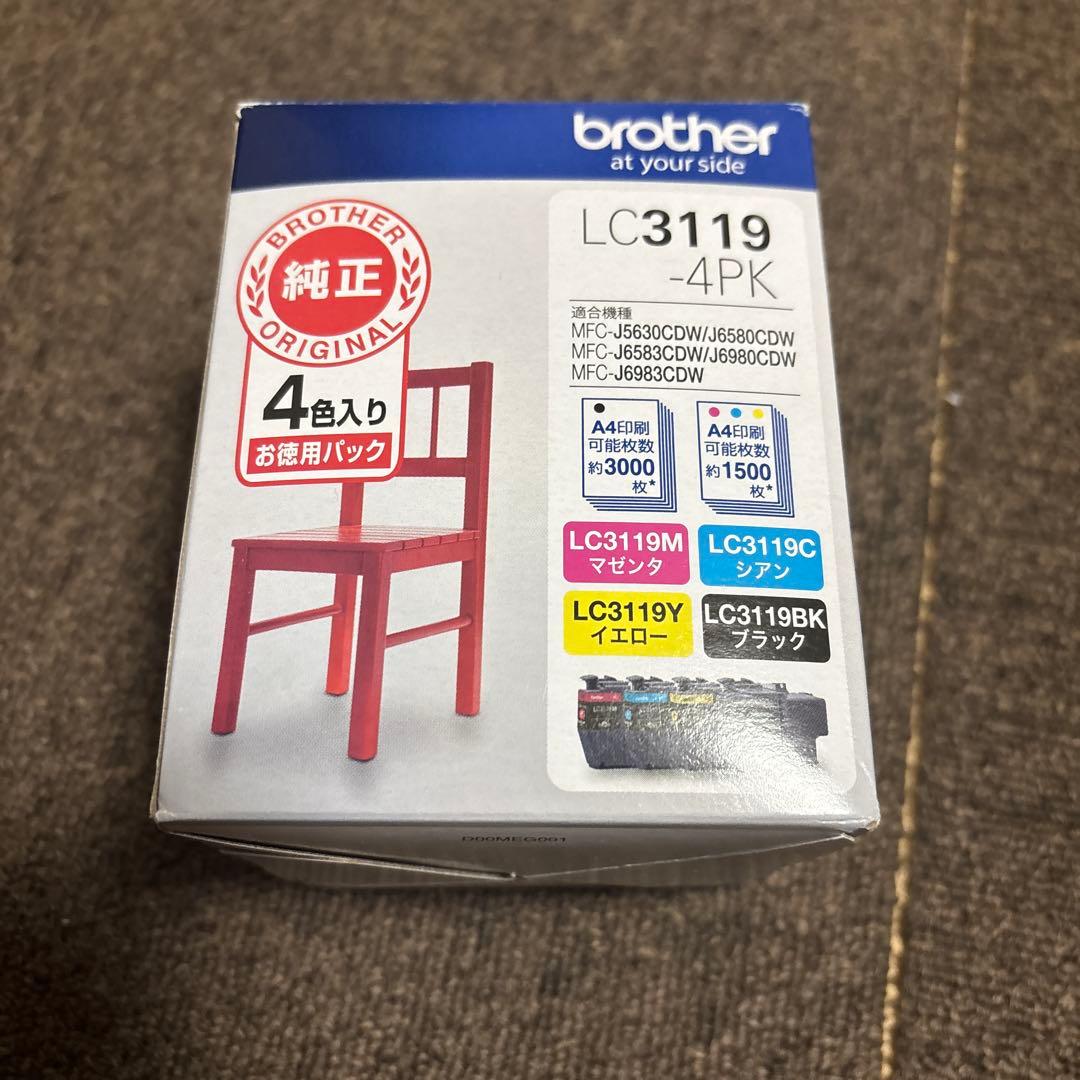 brother
at your side
BROTHER
純正
ORIGINAL
4色入り
お徳用パック
LC3119
-4PK
適合機種
MFC-J5630CDW/J6580CDW
MFC-J6583CDW/J6980CDW
MFC-J6983CDW
A4印刷
可能枚数
約3000
枚*
A4印刷
可能枚数
約1500
枚*
LC3119M
マゼンタ
LC3119C
シアン
LC3119Y
イエロー
LC3119BK
ブラック
D00MEG001